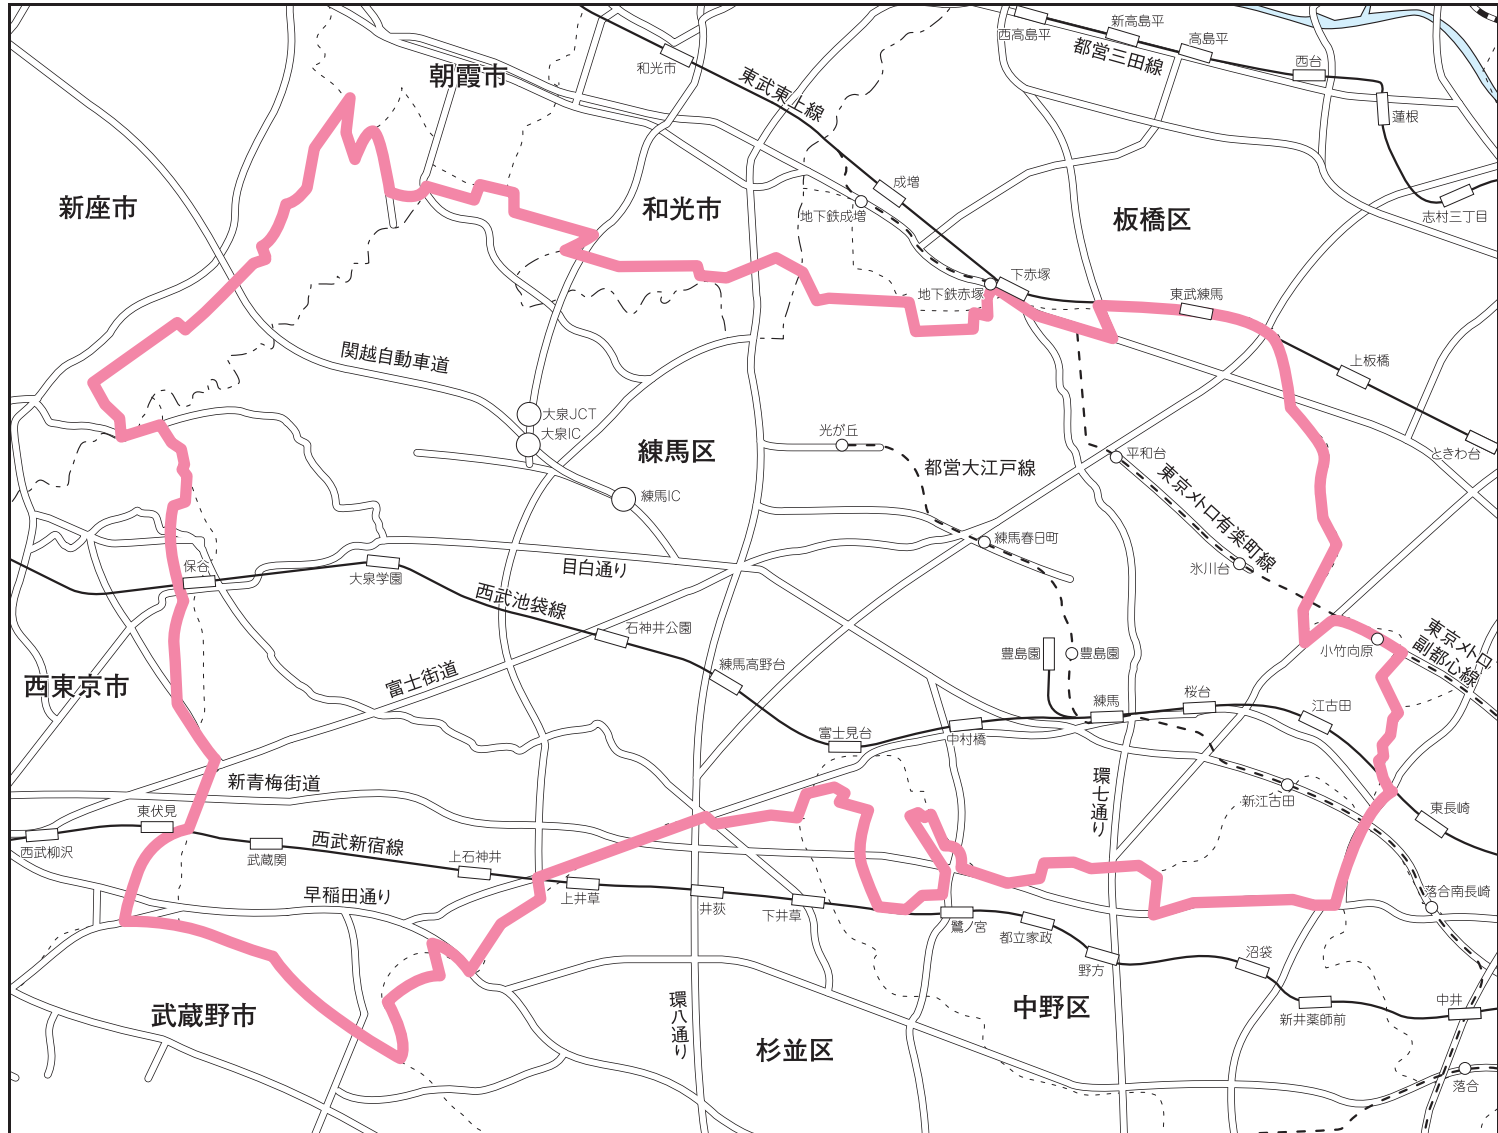 新高島平
西高島平
高島平
都営三田線
西台
和光市
朝霞市
東武東上線
蓮根
新座市
成増
和光市
地下鉄成増
板橋区
志村三丁目
下赤塚
地下鉄赤塚
東武練馬
関越自動車道
上板橋
大泉JCT
大泉IC
光が丘
練馬区
平和台
ときわ台
都営大江戸線
練馬IC
東京メトロ有楽町線
練馬春日町
保谷
大泉学園
目白通り
氷川台
西武池袋線
石神井公園
東京メトロ
副都心線
小竹向原
豊島園
豊島園
練馬高野台
西東京市
富士街道
練馬
桜台
江古田
富士見台
中村橋
新青梅街道
環七通り
新江古田
東伏見
東長崎
西武柳沢
武蔵関
西武新宿線
上石神井
早稲田通り
上井草
井荻
下井草
鷺ノ宮
都立家政
落合南長崎
野方
沼袋
武蔵野市
環八通り
中野区
新井薬師前
中井
杉並区
落合